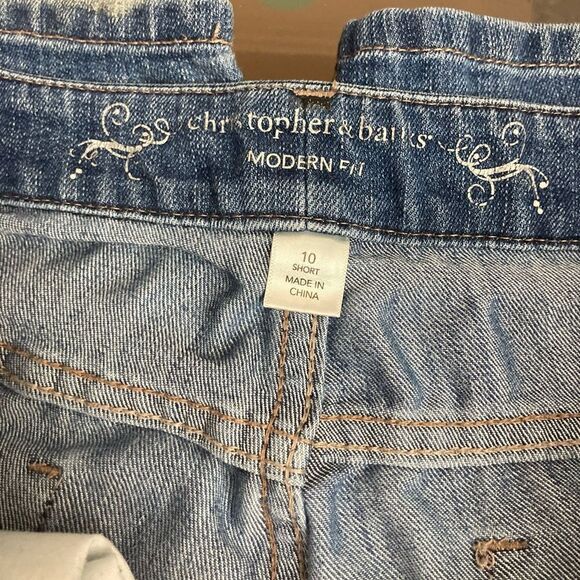 christopher & banks
MODERN FIT
10
SHORT
MADE IN
CHINA